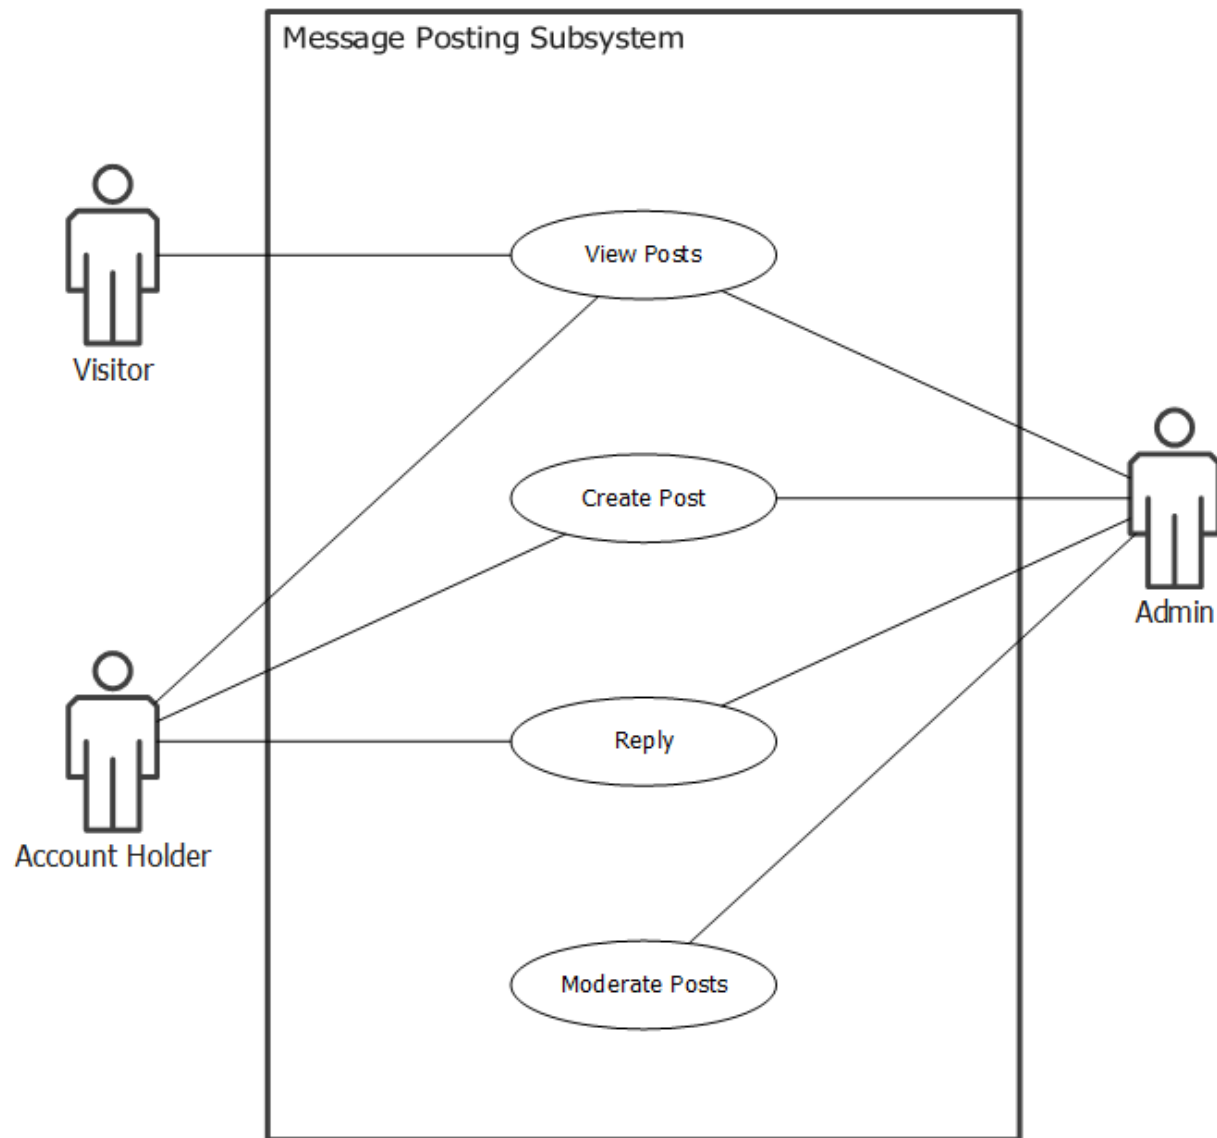 Message Posting Subsystem
View Posts
Visitor
Create Post
Admin
Reply
Account Holder
Moderate Posts